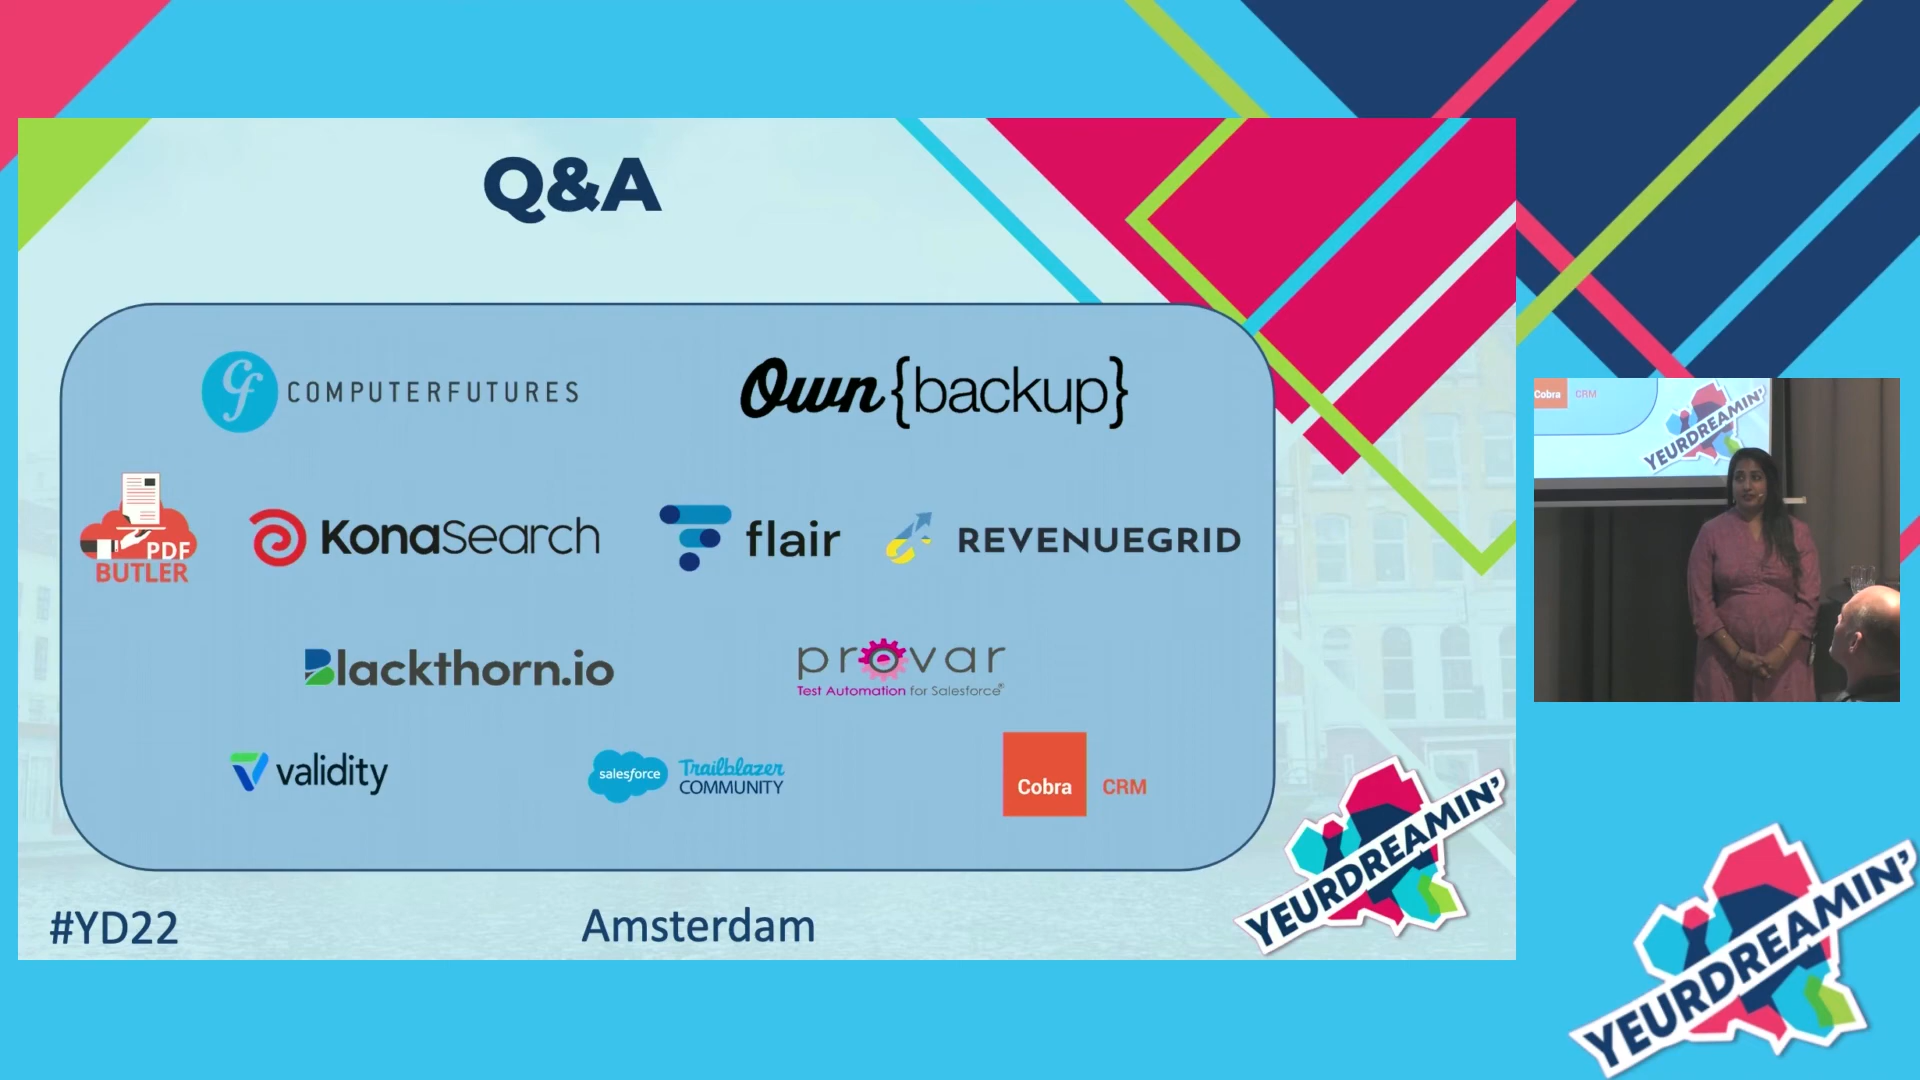 Q&A
COMPUTERFUTURES
Own{backup}
PDF
BUTLER
KonaSearch
flair
REVENUEGRID
Blackthorn.io
provar
Test Automation for Salesforce®
validity
salesforce
Trailblazer
COMMUNITY
Cobra CRM
YEURDREAMIN'
#YD22
Amsterdam
Cobra CRM
YEURDREAMIN'
YEURDREAMIN'